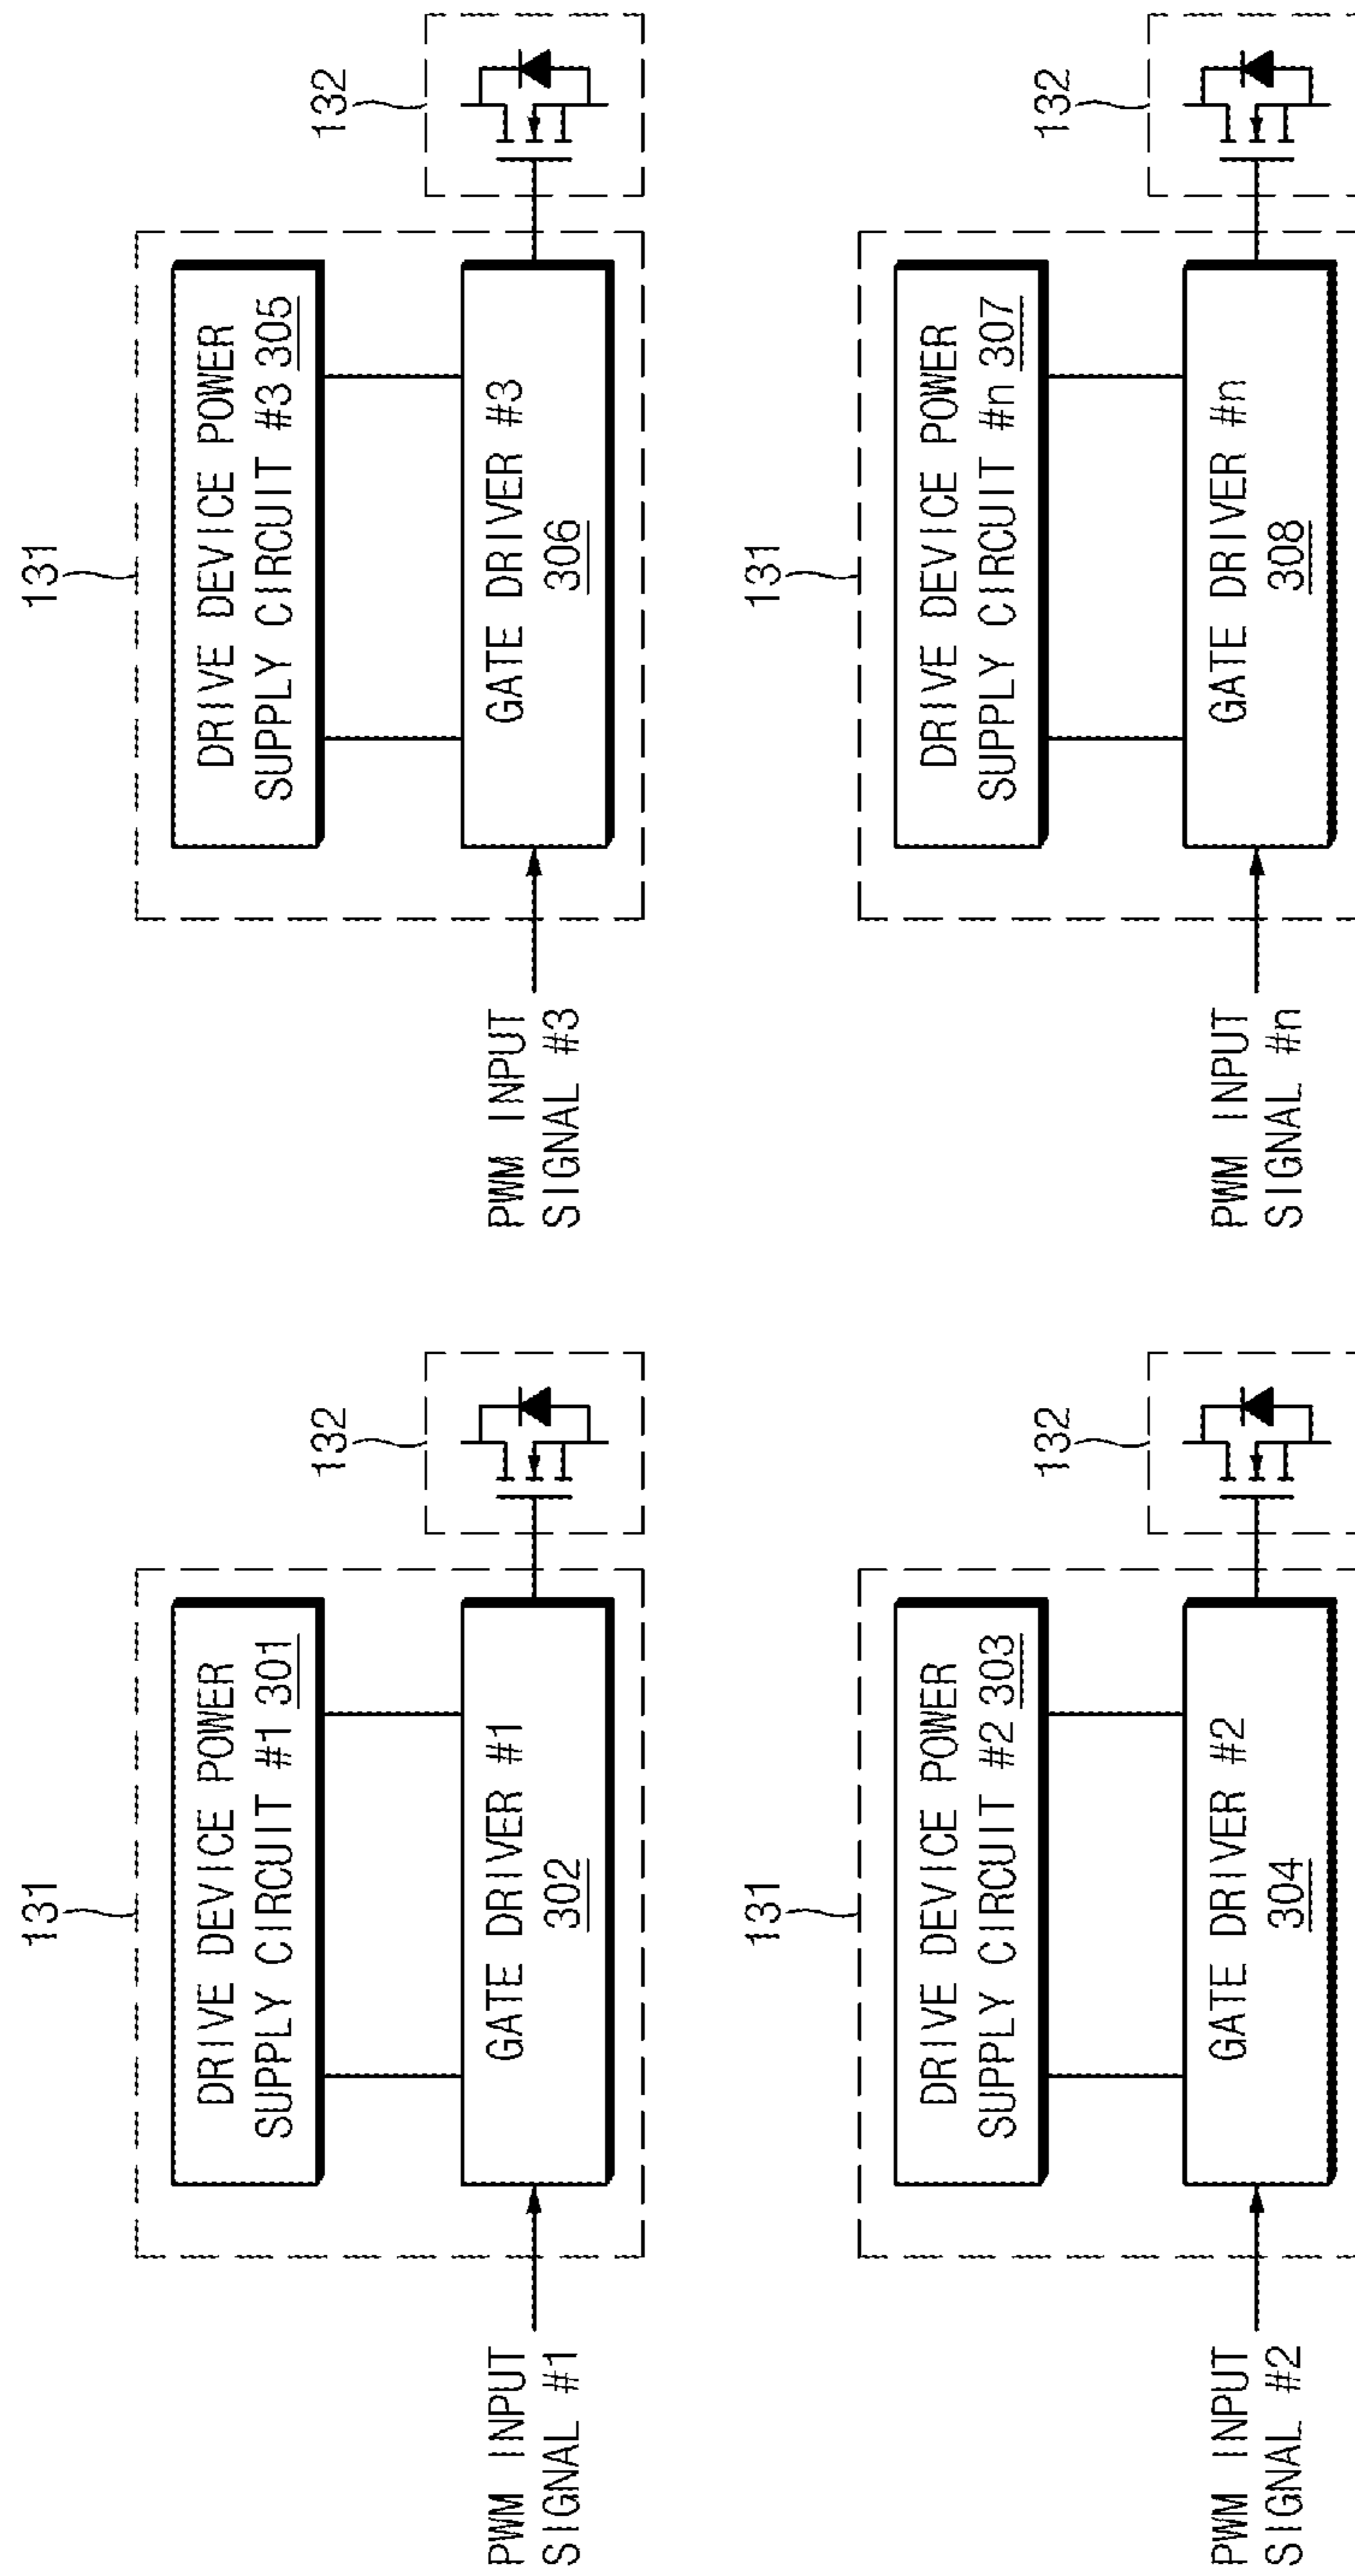 131
DRIVE DEVICE POWER
SUPPLY CIRCUIT #1 301
132
GATE DRIVER #1
302
PWM INPUT
SIGNAL #1
131
DRIVE DEVICE POWER
SUPPLY CIRCUIT #2 303
132
GATE DRIVER #2
304
PWM INPUT
SIGNAL #2
131
DRIVE DEVICE POWER
SUPPLY CIRCUIT #3 305
132
GATE DRIVER #3
306
PWM INPUT
SIGNAL #3
131
DRIVE DEVICE POWER
SUPPLY CIRCUIT #n 307
132
GATE DRIVER #n
308
PWM INPUT
SIGNAL #n